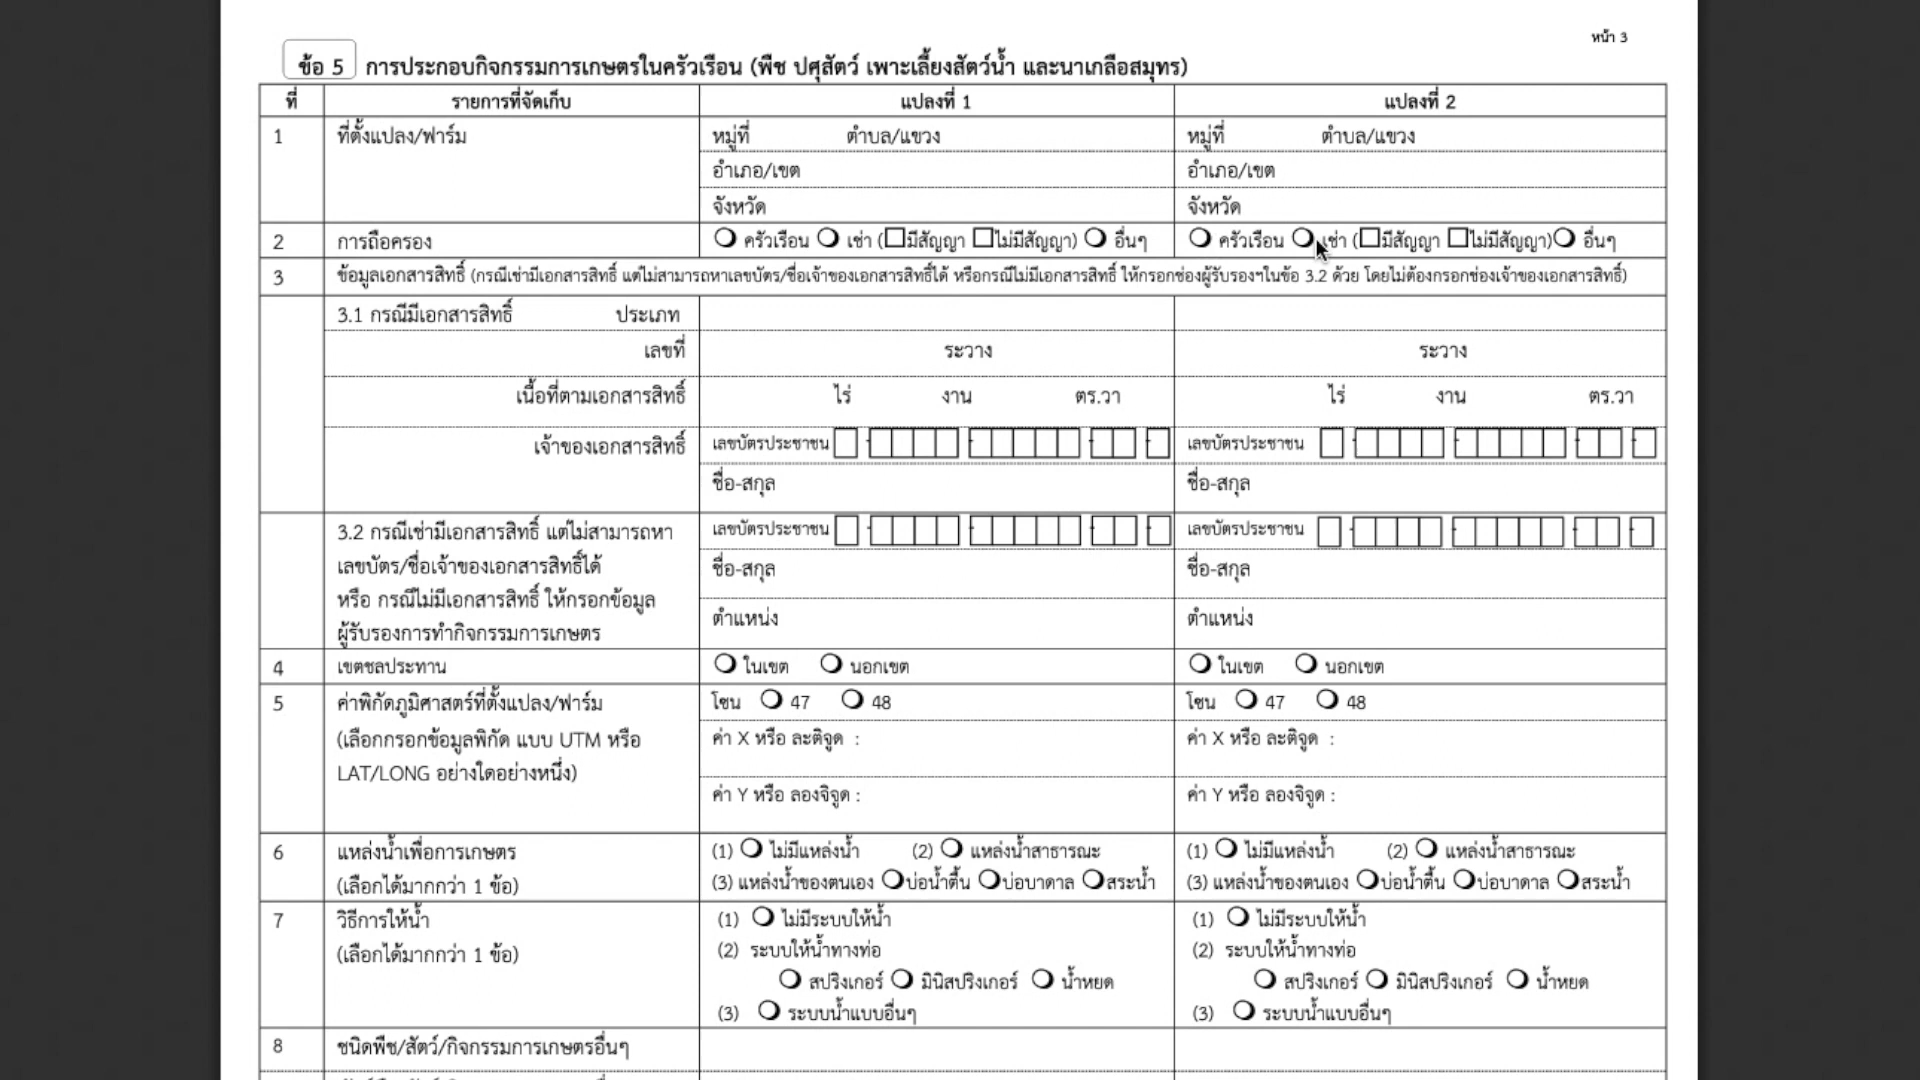 หน้า 3
ข้อ 5 การประกอบกิจกรรมการเกษตรในครัวเรือน (พืช ปศุสัตว์ เพาะเลี้ยงสัตว์น้ำ และนาเกลือสมุทร)
ที่ รายการที่จัดเก็บ แปลงที่ 1 แปลงที่ 2
1 ที่ตั้งแปลง/ฟาร์ม หมู่ที่ ตำบล/แขวง หมู่ที่ ตำบล/แขวง
อำเภอ/เขต อำเภอ/เขต
จังหวัด จังหวัด
2 การถือครอง ครัวเรือน เช่า (มีสัญญา ไม่มีสัญญา) อื่นๆ ครัวเรือน เช่า (มีสัญญา ไม่มีสัญญา) อื่นๆ
3 ข้อมูลเอกสารสิทธิ์ (กรณีเช่ามีเอกสารสิทธิ์ แต่ไม่สามารถหาเลขบัตร/ชื่อเจ้าของเอกสารสิทธิ์ได้ หรือกรณีไม่มีเอกสารสิทธิ์ ให้กรอกช่องผู้รับรองฯในข้อ 3.2 ด้วย โดยไม่ต้องกรอกช่องเจ้าของเอกสารสิทธิ์)
3.1 กรณีมีเอกสารสิทธิ์ ประเภท
เลขที่ ระวาง ระวาง
เนื้อที่ตามเอกสารสิทธิ์ ไร่ งาน ตร.วา ไร่ งาน ตร.วา
เจ้าของเอกสารสิทธิ์ เลขบัตรประชาชน เลขบัตรประชาชน
ชื่อ-สกุล ชื่อ-สกุล
3.2 กรณีเช่ามีเอกสารสิทธิ์ แต่ไม่สามารถหา เลขบัตรประชาชน เลขบัตรประชาชน
เลขบัตร/ชื่อเจ้าของเอกสารสิทธิ์ได้ ชื่อ-สกุล ชื่อ-สกุล
หรือ กรณีไม่มีเอกสารสิทธิ์ ให้กรอกข้อมูล
ผู้รับรองการทำกิจกรรมการเกษตร ตำแหน่ง ตำแหน่ง
4 เขตชลประทาน ในเขต นอกเขต ในเขต นอกเขต
5 ค่าพิกัดภูมิศาสตร์ที่ตั้งแปลง/ฟาร์ม โซน 47 48 โซน 47 48
(เลือกกรอกข้อมูลพิกัด แบบ UTM หรือ ค่า X หรือ ละติจูด : ค่า X หรือ ละติจูด :
LAT/LONG อย่างใดอย่างหนึ่ง) ค่า Y หรือ ลองจิจูด : ค่า Y หรือ ลองจิจูด :
6 แหล่งน้ำเพื่อการเกษตร (1) ไม่มีแหล่งน้ำ (2) แหล่งน้ำสาธารณะ (1) ไม่มีแหล่งน้ำ (2) แหล่งน้ำสาธารณะ
(เลือกได้มากกว่า 1 ข้อ) (3) แหล่งน้ำของตนเอง บ่อน้ำตื้น บ่อบาดาล สระน้ำ (3) แหล่งน้ำของตนเอง บ่อน้ำตื้น บ่อบาดาล สระน้ำ
7 วิธีการให้น้ำ (1) ไม่มีระบบให้น้ำ (1) ไม่มีระบบให้น้ำ
(เลือกได้มากกว่า 1 ข้อ) (2) ระบบให้น้ำทางท่อ (2) ระบบให้น้ำทางท่อ
สปริงเกอร์ มินิสปริงเกอร์ น้ำหยด สปริงเกอร์ มินิสปริงเกอร์ น้ำหยด
(3) ระบบน้ำแบบอื่นๆ (3) ระบบน้ำแบบอื่นๆ
8 ชนิดพืช/สัตว์/กิจกรรมการเกษตรอื่นๆ